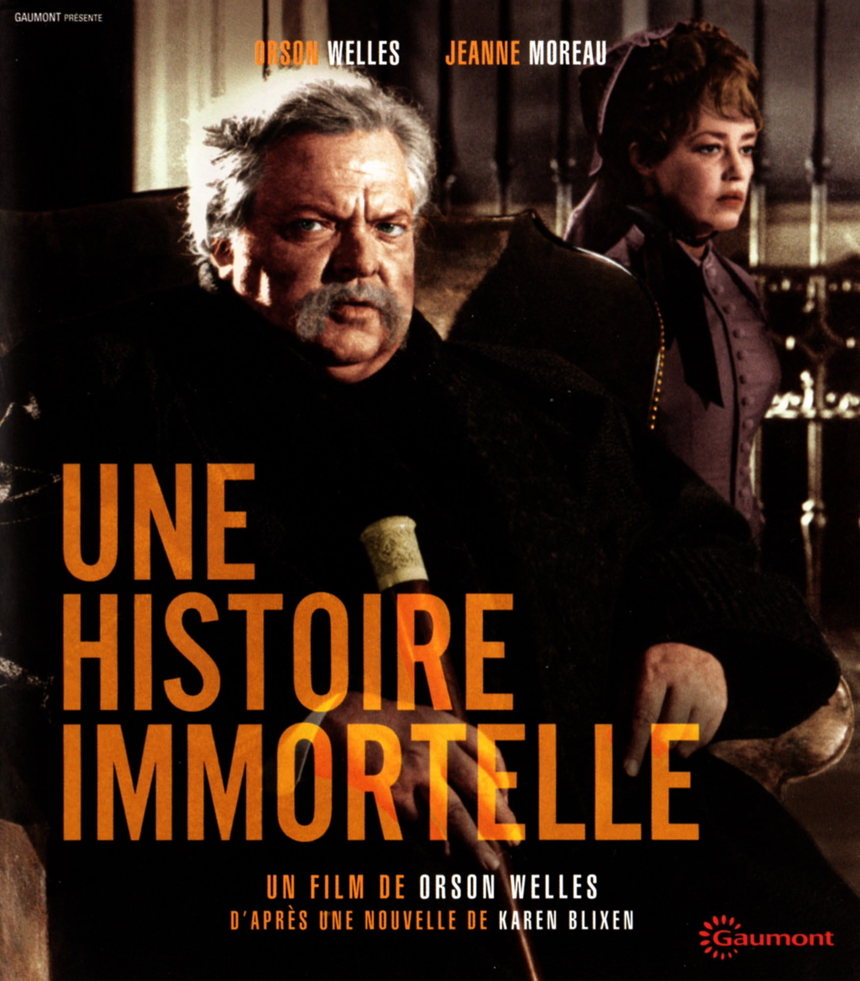 GAUMONT PRÉSENTE
ORSON WELLES JEANNE MOREAU
UNE
HISTOIRE
IMMORTELLE
UN FILM DE ORSON WELLES
D'APRÈS UNE NOUVELLE DE KAREN BLIXEN
Gaumont